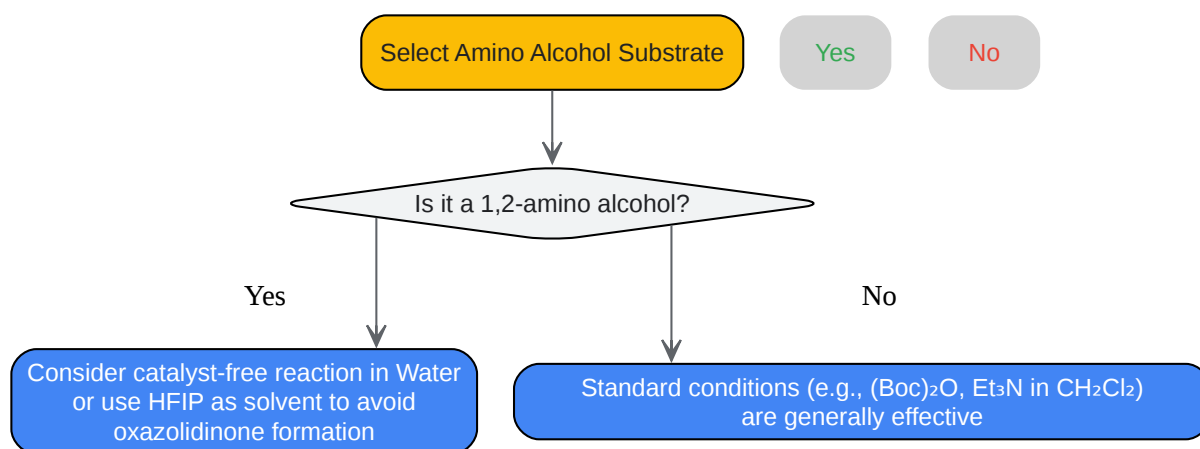 Select Amino Alcohol Substrate
Yes
No
Is it a 1,2-amino alcohol?
Yes
No
Consider catalyst-free reaction in Water
or use HFIP as solvent to avoid
oxazolidinone formation
Standard conditions (e.g., (Boc)₂O, Et₃N in CH₂Cl₂)
are generally effective